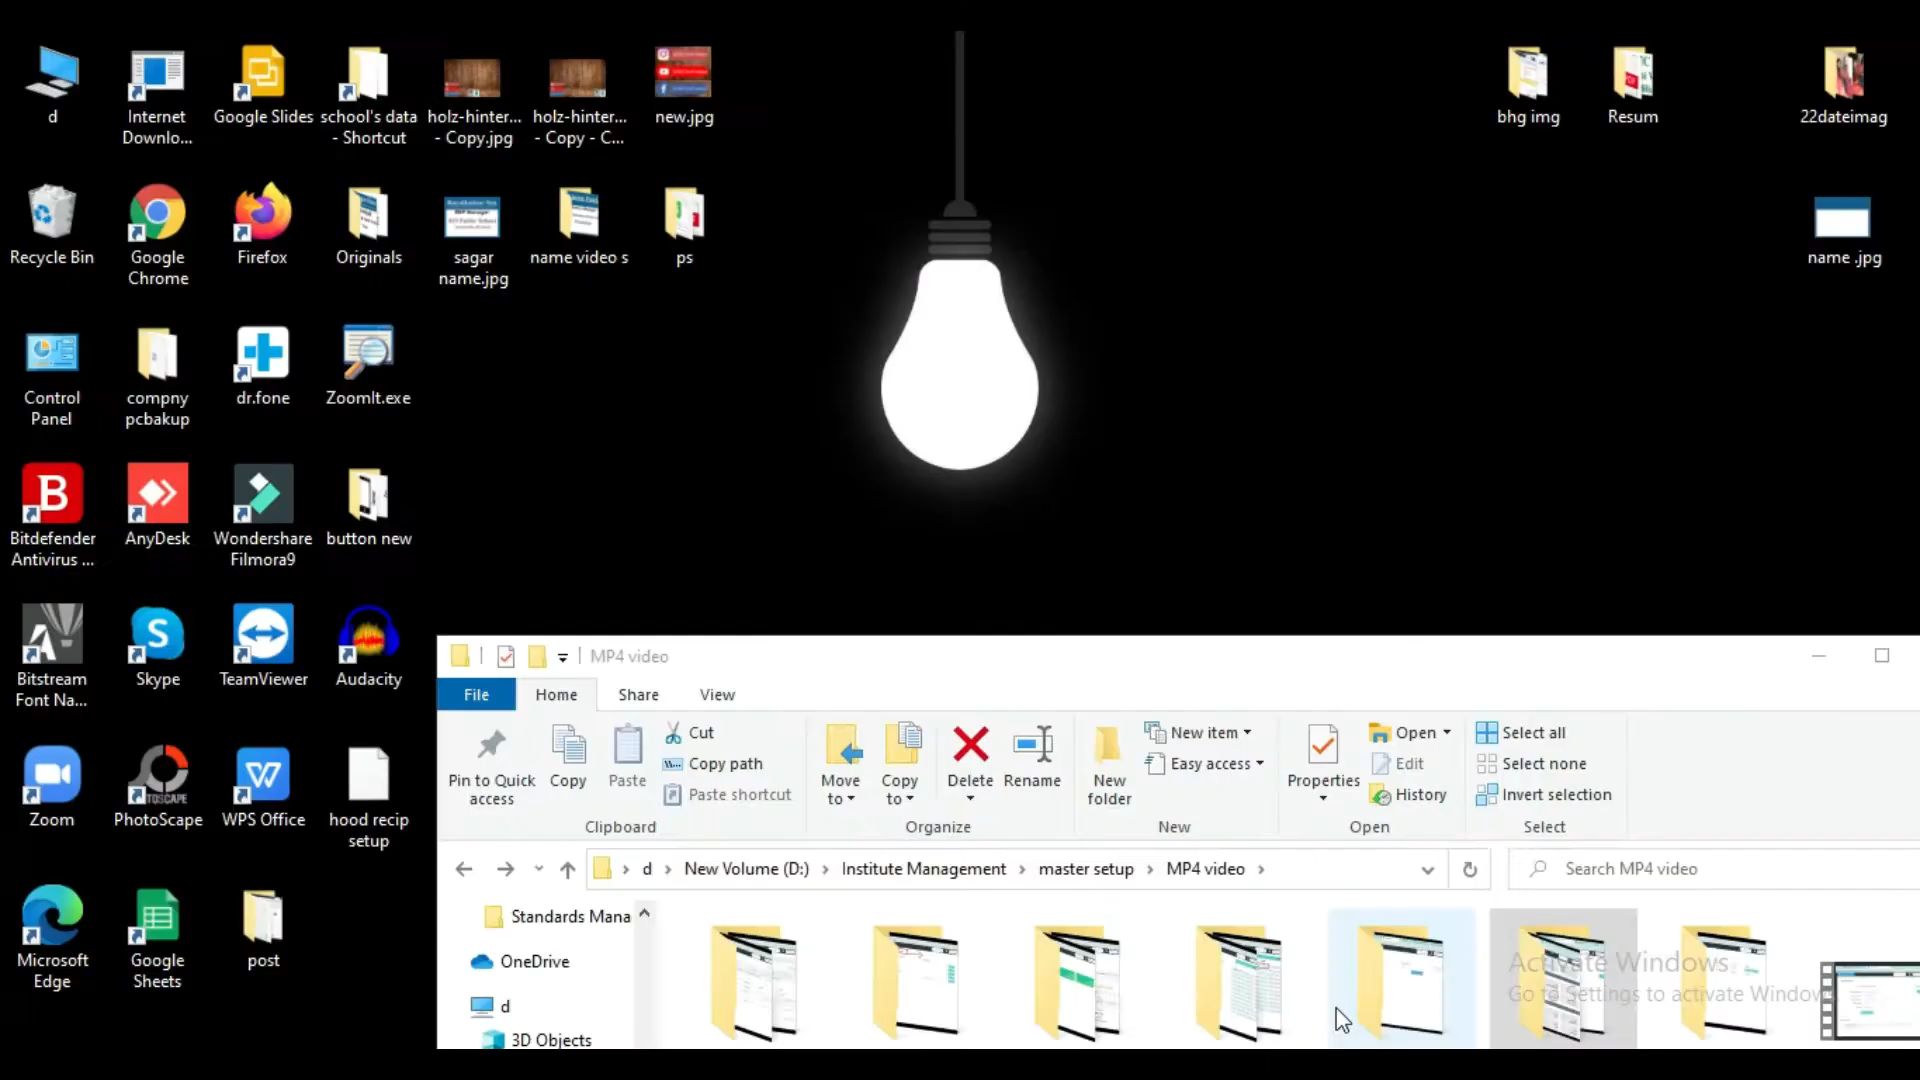 d
Internet
Downlo...
Google Slides
school's data
- Shortcut
holz-hinter...
- Copy.jpg
holz-hinter...
- Copy - C...
new.jpg
bhg img
Resum
22dateimag
Recycle Bin
Google
Chrome
Firefox
Originals
sagar
name.jpg
name video s
ps
name .jpg
Control
Panel
compny
pcbakup
dr.fone
ZoomIt.exe
Bitdefender
Antivirus ...
AnyDesk
Wondershare
Filmora9
button new
Bitstream
Font Na...
Skype
TeamViewer
Audacity
Zoom
PhotoScape
WPS Office
hood recip
setup
Microsoft
Edge
Google
Sheets
post
MP4 video
File
Home
Share
View
Pin to Quick
access
Copy
Paste
Cut
Copy path
Paste shortcut
Clipboard
Move
to
Copy
to
Delete
Rename
Organize
New
folder
New item
Easy access
New
Properties
Open
Edit
History
Open
Select all
Select none
Invert selection
Select
d
New Volume (D:)
Institute Management
master setup
MP4 video
Search MP4 video
Standards Mana
OneDrive
d
3D Objects
Activate Windows
Go to Settings to activate Window